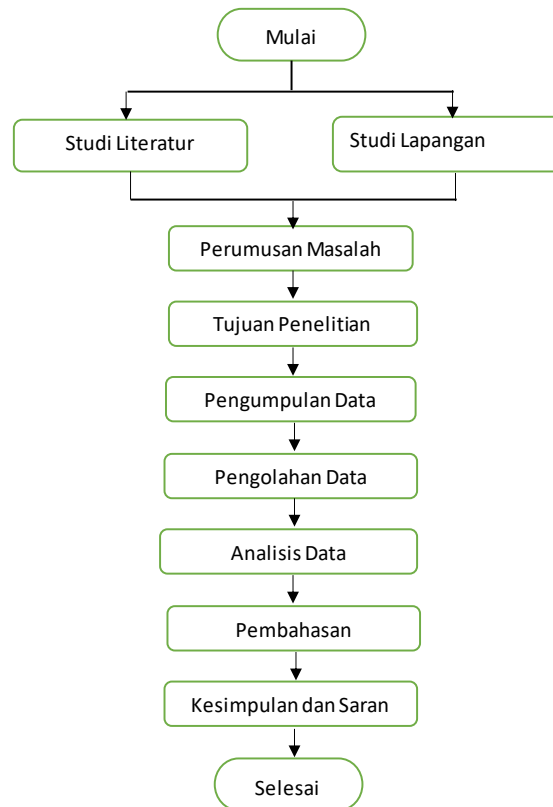 Mulai
Studi Literatur
Studi Lapangan
Perumusan Masalah
Tujuan Penelitian
Pengumpulan Data
Pengolahan Data
Analisis Data
Pembahasan
Kesimpulan dan Saran
Selesai